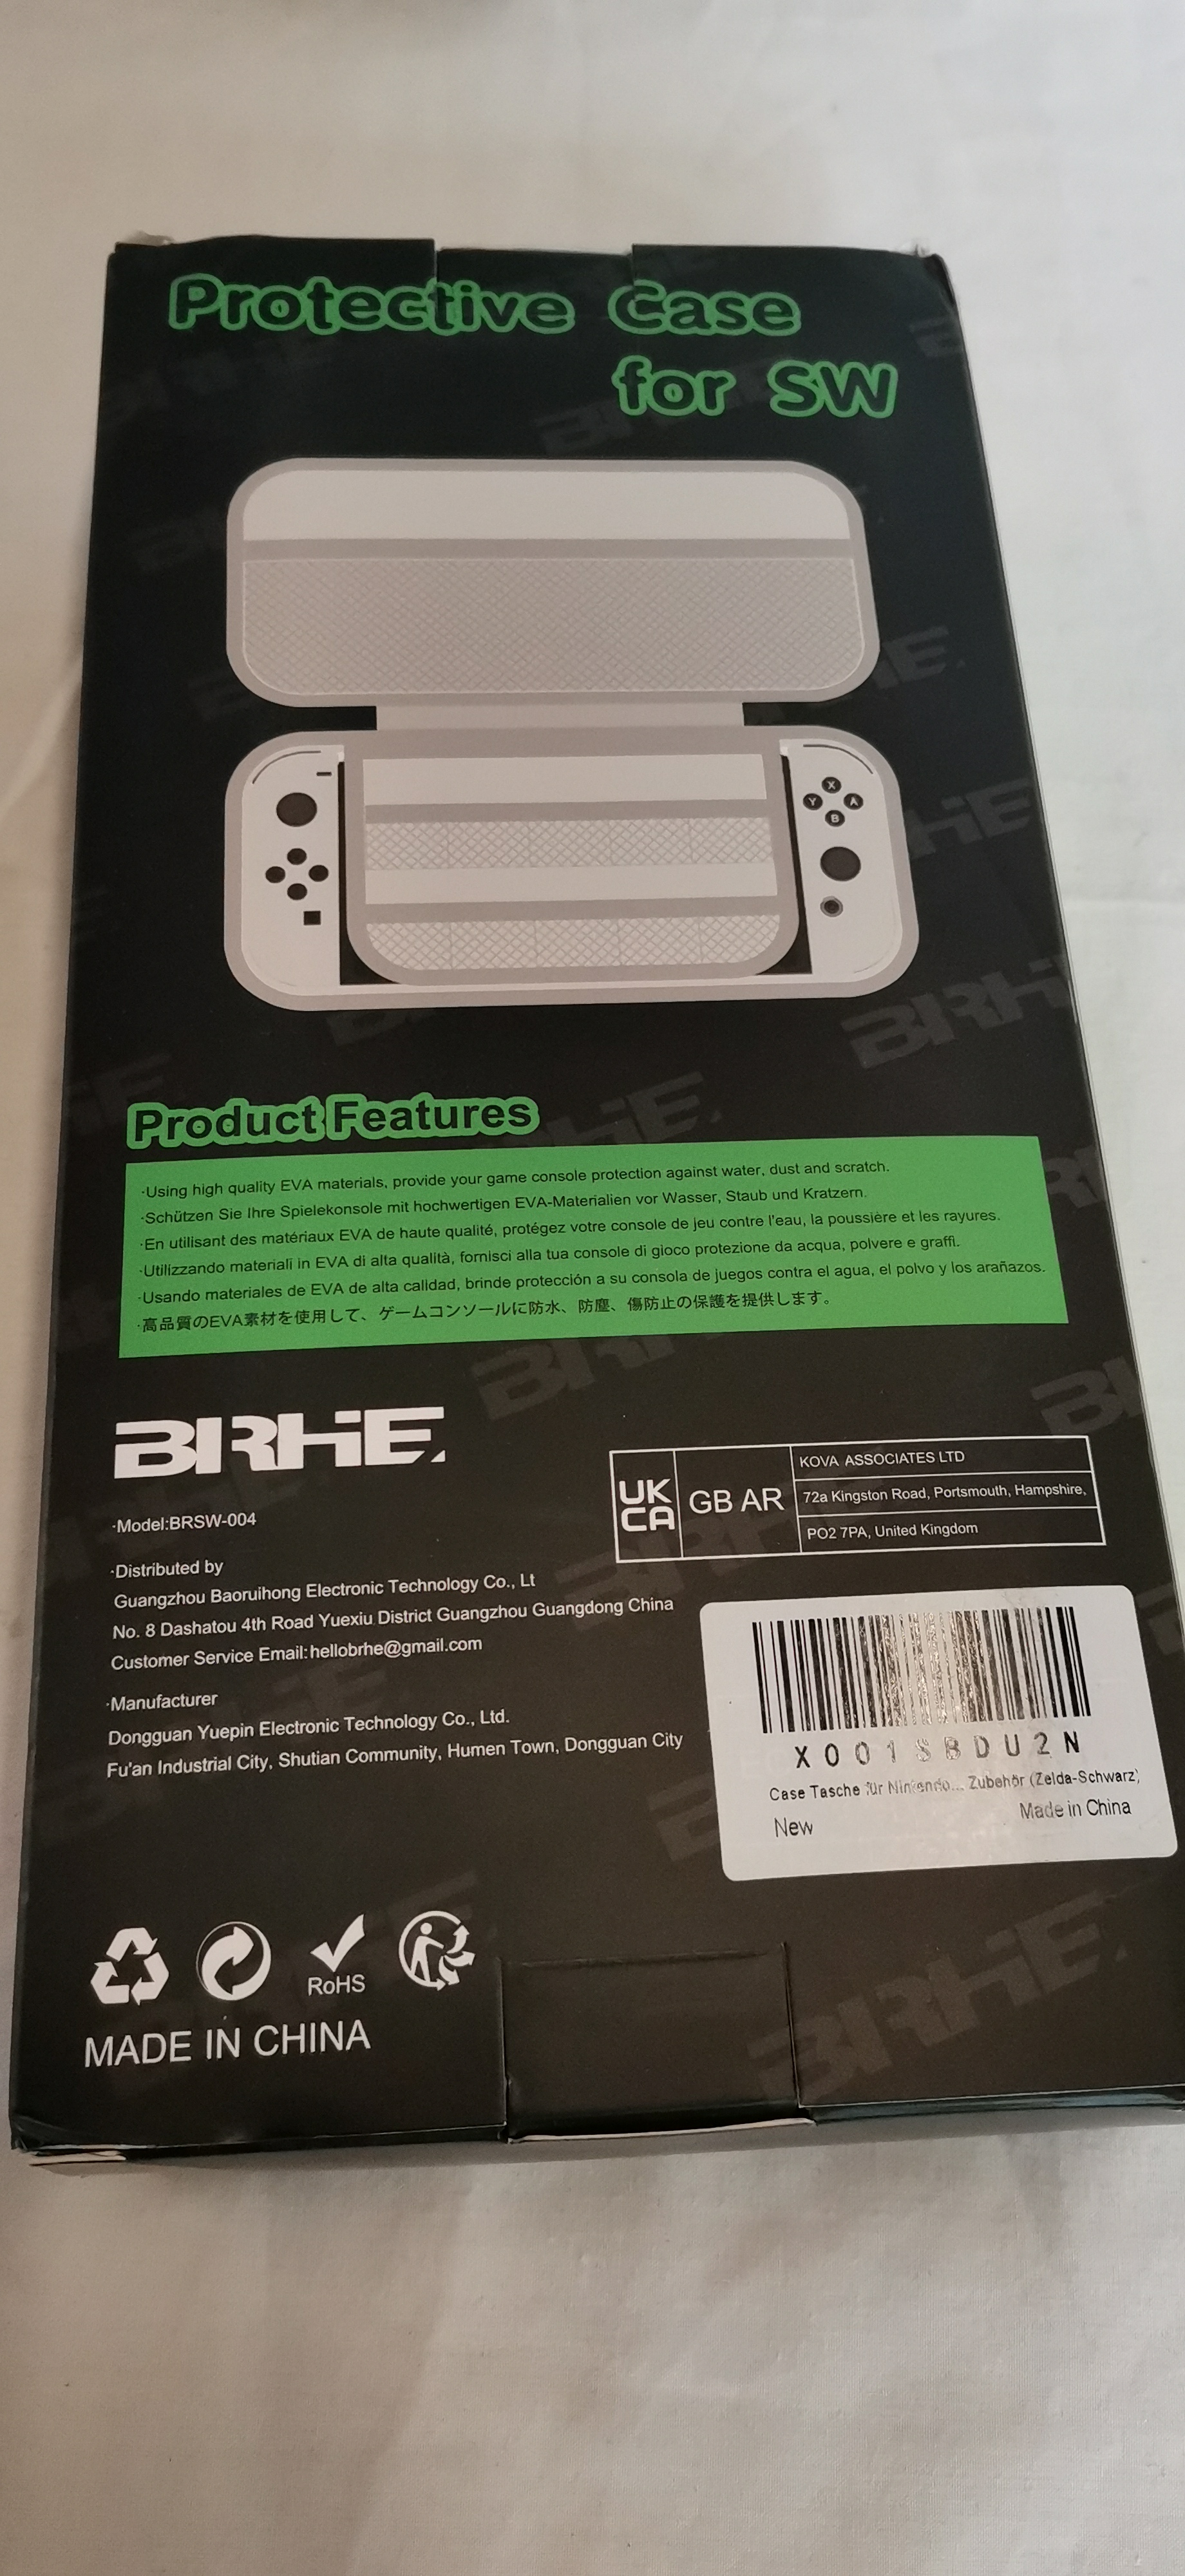 Protective Case
for SW
X
Y A
B
Product Features
·Using high quality EVA materials, provide your game console protection against water, dust and scratch.
·Schützen Sie Ihre Spielekonsole mit hochwertigen EVA-Materialien vor Wasser, Staub und Kratzern.
·En utilisant des matériaux EVA de haute qualité, protégez votre console de jeu contre l'eau, la poussière et les rayures.
·Utilizzando materiali in EVA di alta qualità, fornisci alla tua console di gioco protezione da acqua, polvere e graffi.
·Usando materiales de EVA de alta calidad, brinde protección a su consola de juegos contra el agua, el polvo y los arañazos.
·高品質のEVA素材を使用して、ゲームコンソールに防水、防塵、傷防止の保護を提供します。
BRHE.
·Model:BRSW-004
·Distributed by
Guangzhou Baoruihong Electronic Technology Co., Lt
No. 8 Dashatou 4th Road Yuexiu District Guangzhou Guangdong China
Customer Service Email:hellobrhe@gmail.com
·Manufacturer
Dongguan Yuepin Electronic Technology Co., Ltd.
Fu'an Industrial City, Shutian Community, Humen Town, Dongguan City
UK
CA
GB AR
KOVA ASSOCIATES LTD
72a Kingston Road, Portsmouth, Hampshire,
PO2 7PA, United Kingdom
X001SBDU2N
Case Tasche für Nintendo... Zubehör (Zelda-Schwarz)
New
Made in China
RoHS
MADE IN CHINA